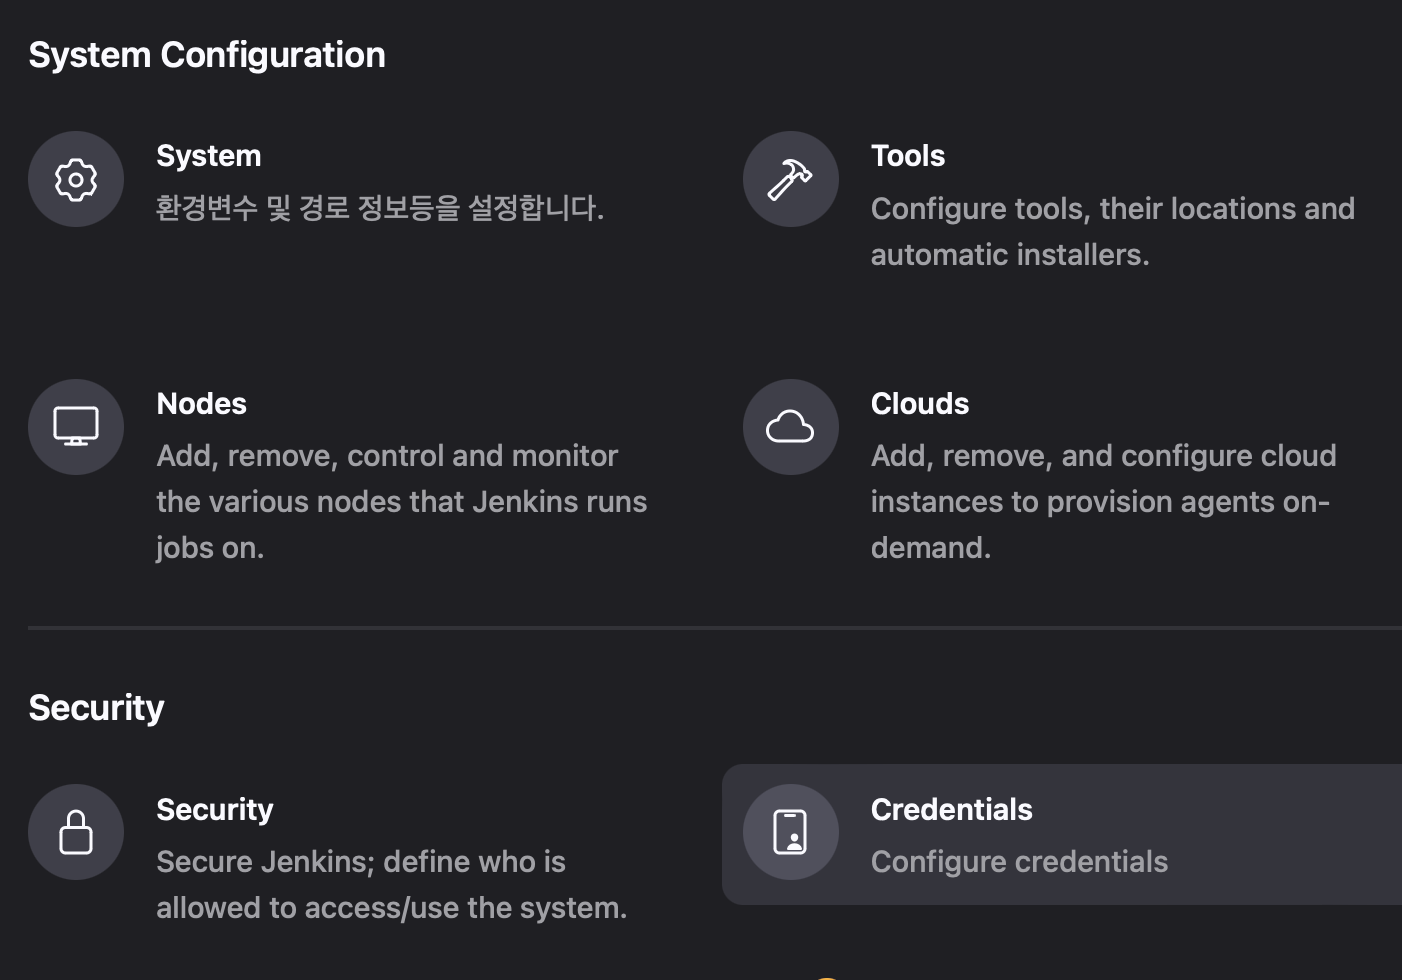 System Configuration
System
환경변수 및 경로 정보등을 설정합니다.
Tools
Configure tools, their locations and
automatic installers.
Nodes
Add, remove, control and monitor
the various nodes that Jenkins runs
jobs on.
Clouds
Add, remove, and configure cloud
instances to provision agents on-
demand.
Security
Security
Secure Jenkins; define who is
allowed to access/use the system.
Credentials
Configure credentials